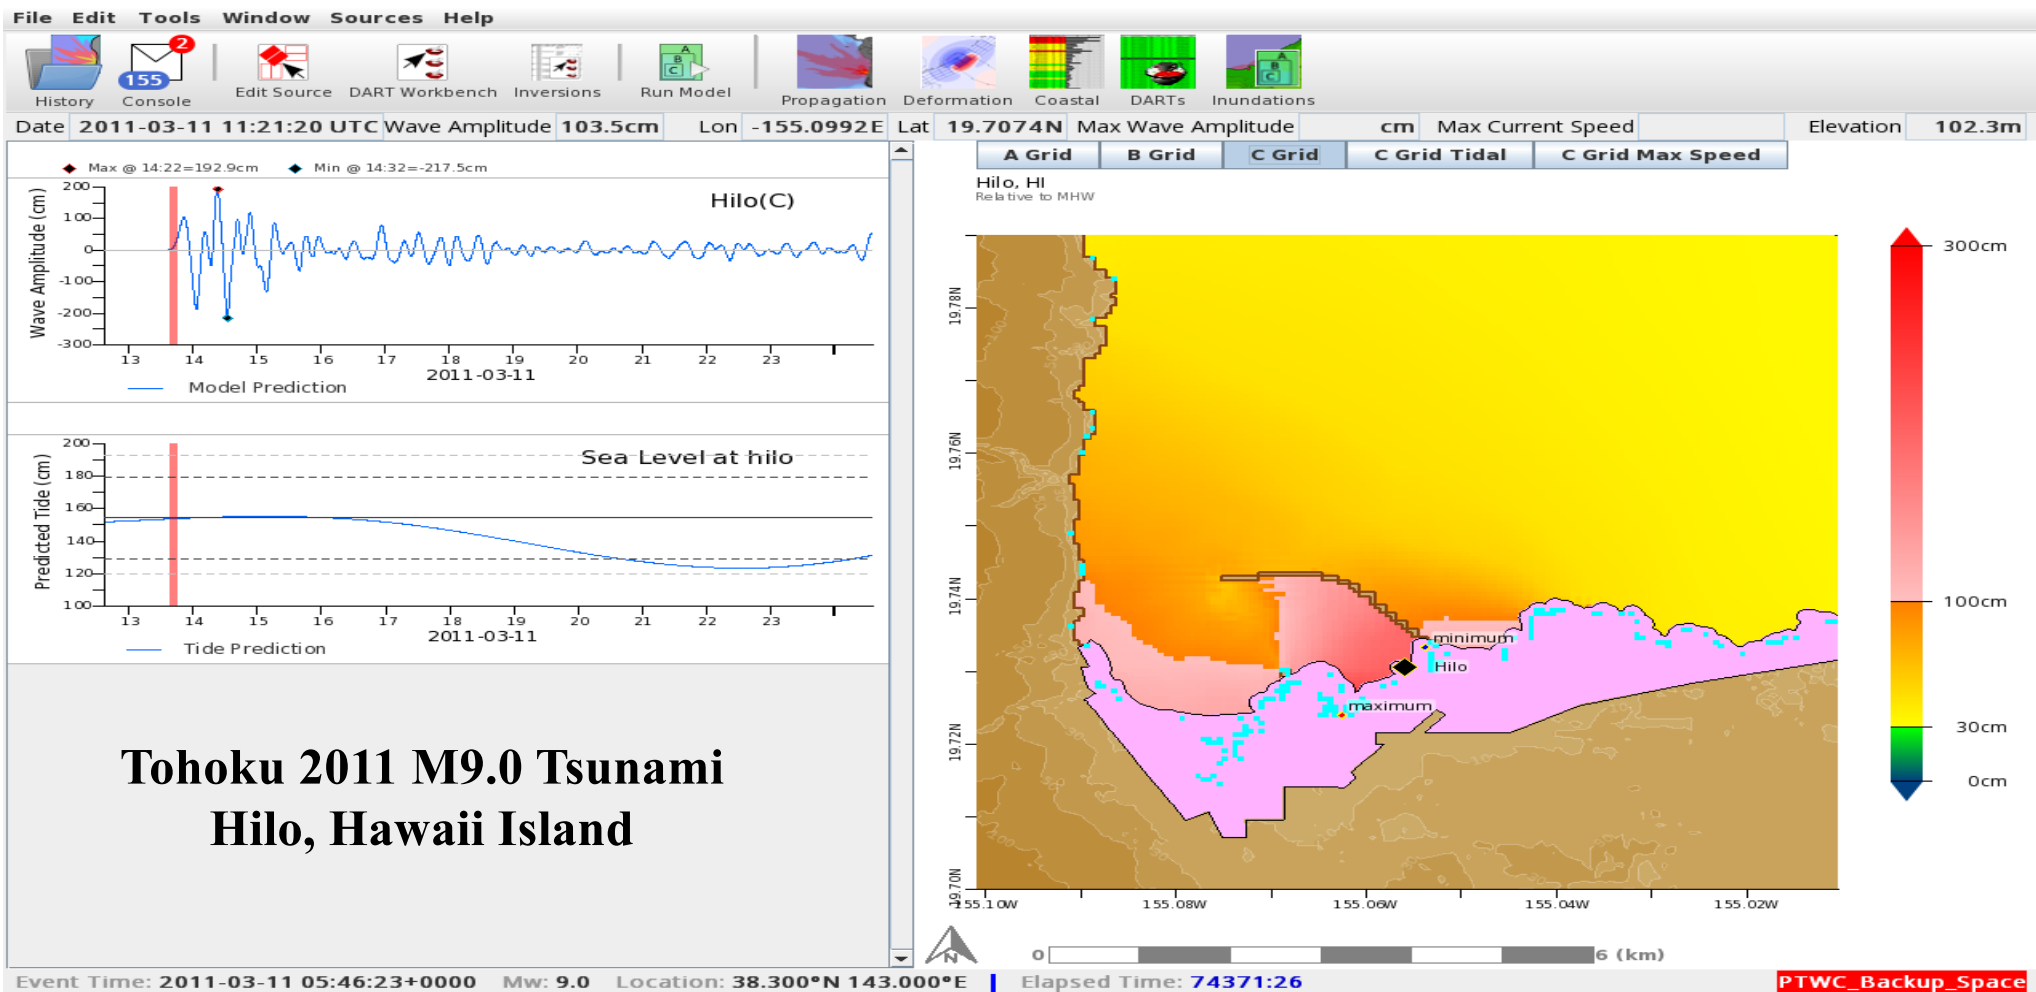 File Edit Tools Window Sources Help
2
155
History Console Edit Source DART Workbench Inversions Run Model Propagation Deformation Coastal DARTs Inundations
A
B
C
A
B
C
Date 2011-03-11 11:21:20 UTC Wave Amplitude 103.5cm Lon -155.0992E Lat 19.7074N Max Wave Amplitude cm Max Current Speed Elevation 102.3m
Max @ 14:22=192.9cm Min @ 14:32=-217.5cm
Hilo(C)
Wave Amplitude (cm)
200
100
0
-100
-200
-300
13 14 15 16 17 18 19 20 21 22 23
2011-03-11
Model Prediction
Sea Level at hilo
Predicted Tide (cm)
200
180
160
140
120
100
13 14 15 16 17 18 19 20 21 22 23
2011-03-11
Tide Prediction
Tohoku 2011 M9.0 Tsunami
Hilo, Hawaii Island
A Grid B Grid C Grid C Grid Tidal C Grid Max Speed
Hilo, HI
Relative to MHW
19.78N
19.76N
19.74N
19.72N
19.70N
minimum
Hilo
maximum
155.10W 155.08W 155.06W 155.04W 155.02W
300cm
100cm
30cm
0cm
N
0 6 (km)
Event Time: 2011-03-11 05:46:23+0000 Mw: 9.0 Location: 38.300°N 143.000°E Elapsed Time: 74371:26 PTWC_Backup_Space